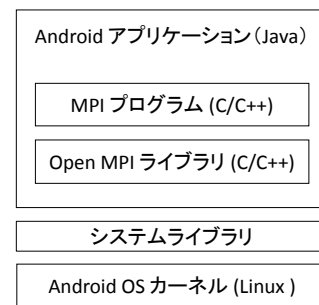 Android アプリケーション（Java）
MPI プログラム (C/C++)
Open MPI ライブラリ (C/C++)
システムライブラリ
Android OS カーネル (Linux )